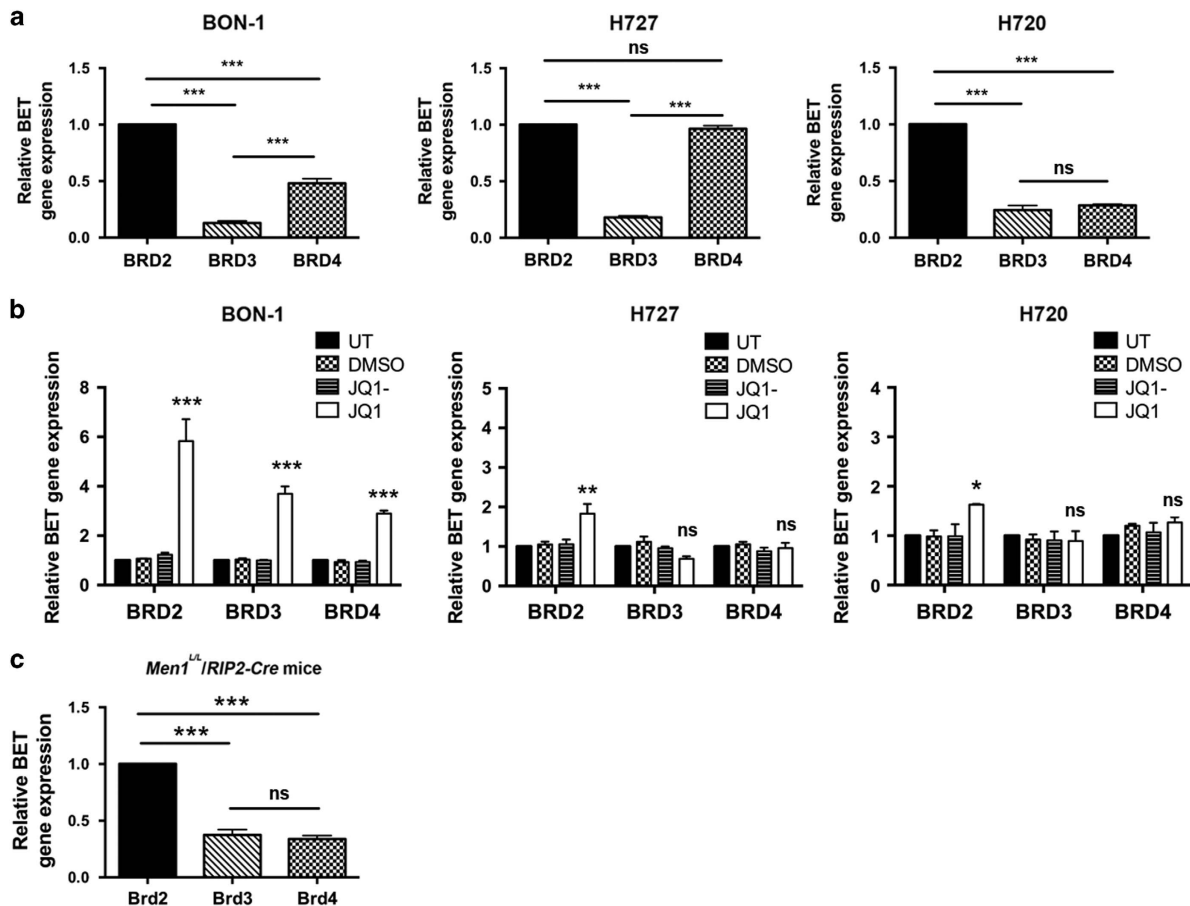 a
BON-1
Relative BET
gene expression
1.5
1.0
0.5
0.0
***
***
***
BRD2 BRD3 BRD4
H727
Relative BET
gene expression
1.5
1.0
0.5
0.0
ns
***
***
BRD2 BRD3 BRD4
H720
Relative BET
gene expression
1.5
1.0
0.5
0.0
***
***
ns
BRD2 BRD3 BRD4
b
BON-1
UT
DMSO
JQ1-
JQ1
Relative BET gene expression
8
6
4
2
0
***
***
***
BRD2 BRD3 BRD4
H727
UT
DMSO
JQ1-
JQ1
Relative BET gene expression
5
4
3
2
1
0
**
ns
ns
BRD2 BRD3 BRD4
H720
UT
DMSO
JQ1-
JQ1
Relative BET gene expression
4
3
2
1
0
*
ns
ns
BRD2 BRD3 BRD4
c
Men1L/L/RIP2-Cre mice
Relative BET
gene expression
1.5
1.0
0.5
0.0
***
***
ns
Brd2 Brd3 Brd4